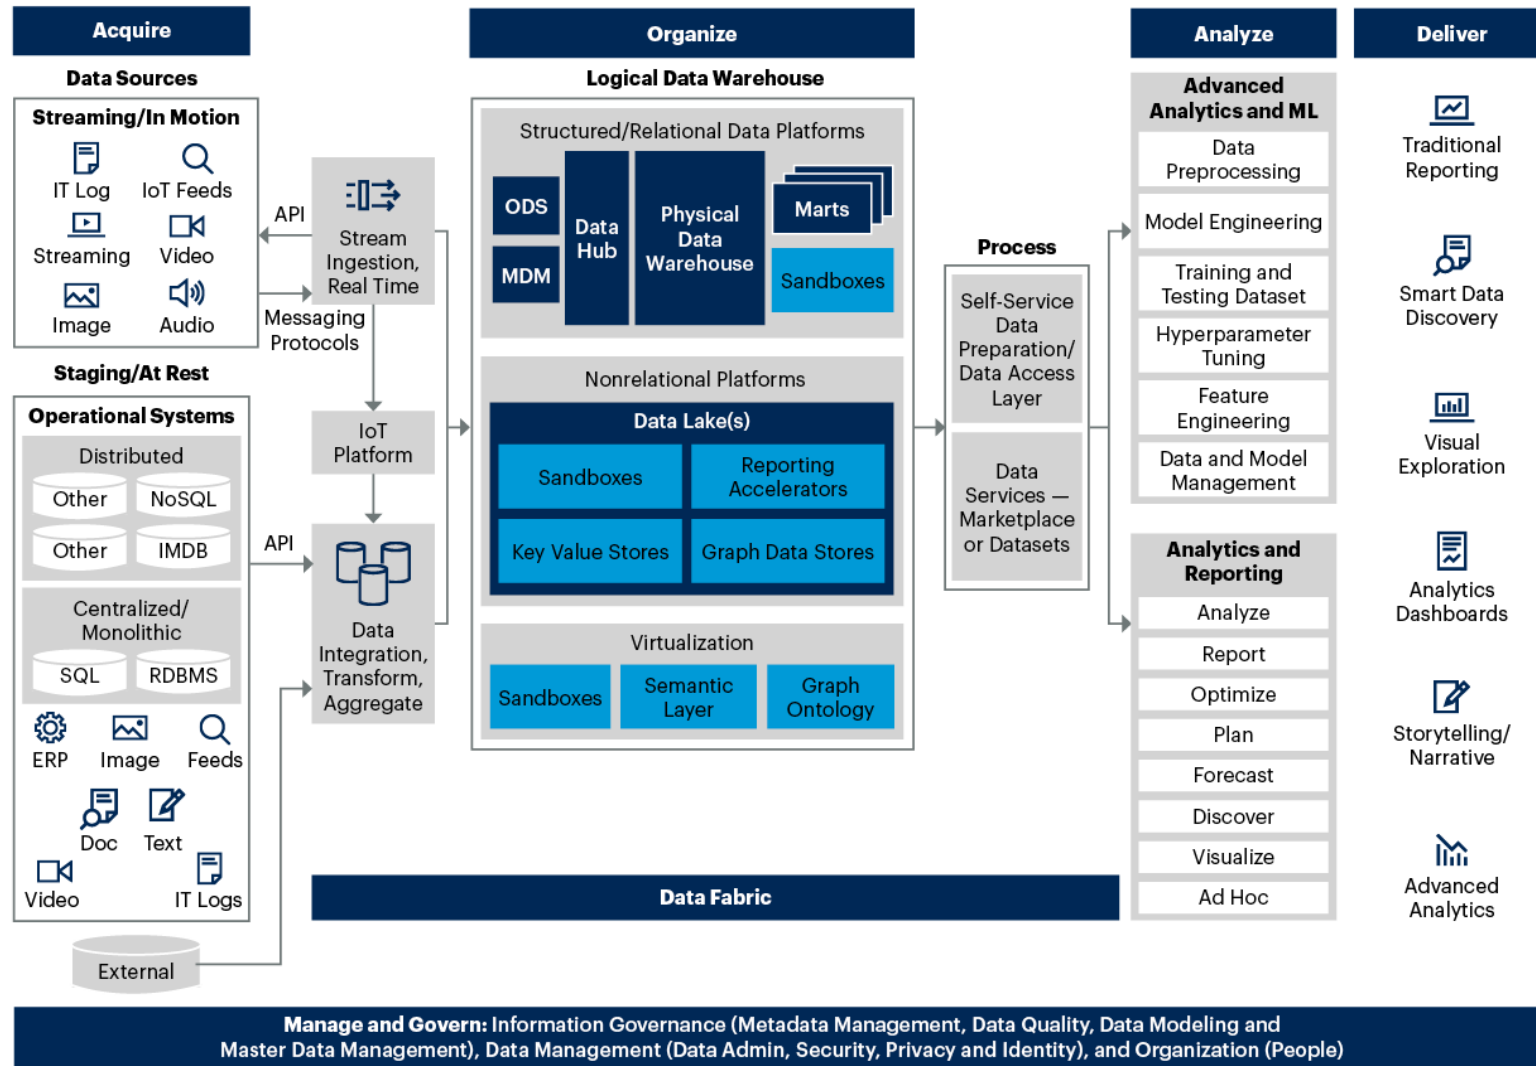 Acquire
Organize
Analyze
Deliver
Data Sources
Streaming/In Motion
IT Log
IoT Feeds
Streaming
Video
Image
Audio
Staging/At Rest
Operational Systems
Distributed
Other
NoSQL
Other
IMDB
Centralized/
Monolithic
SQL
RDBMS
ERP
Image
Feeds
Doc
Text
Video
IT Logs
External
API
Messaging
Protocols
API
Stream
Ingestion,
Real Time
IoT
Platform
Data
Integration,
Transform,
Aggregate
Logical Data Warehouse
Structured/Relational Data Platforms
ODS
MDM
Data
Hub
Physical
Data
Warehouse
Marts
Sandboxes
Nonrelational Platforms
Data Lake(s)
Sandboxes
Reporting
Accelerators
Key Value Stores
Graph Data Stores
Virtualization
Sandboxes
Semantic
Layer
Graph
Ontology
Process
Self-Service
Data
Preparation/
Data Access
Layer
Data
Services —
Marketplace
or Datasets
Data Fabric
Advanced
Analytics and ML
Data
Preprocessing
Model Engineering
Training and
Testing Dataset
Hyperparameter
Tuning
Feature
Engineering
Data and Model
Management
Analytics and
Reporting
Analyze
Report
Optimize
Plan
Forecast
Discover
Visualize
Ad Hoc
Traditional
Reporting
Smart Data
Discovery
Visual
Exploration
Analytics
Dashboards
Storytelling/
Narrative
Advanced
Analytics
Manage and Govern: Information Governance (Metadata Management, Data Quality, Data Modeling and
Master Data Management), Data Management (Data Admin, Security, Privacy and Identity), and Organization (People)